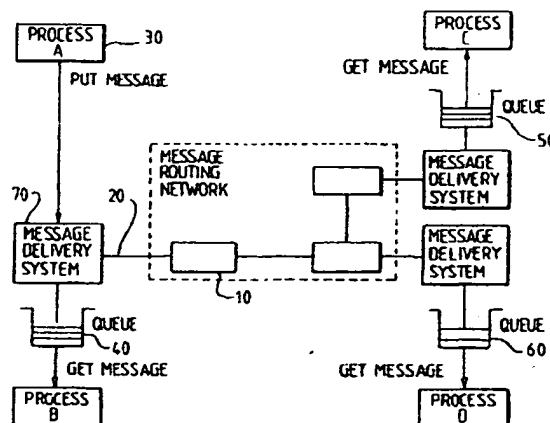 PROCESS
A
30
PUT MESSAGE
PROCESS
C
GET MESSAGE
QUEUE
50
MESSAGE
ROUTING
NETWORK
MESSAGE
DELIVERY
SYSTEM
70
20
MESSAGE
DELIVERY
SYSTEM
10
MESSAGE
DELIVERY
SYSTEM
QUEUE
40
GET MESSAGE
PROCESS
B
QUEUE
60
GET MESSAGE
PROCESS
D